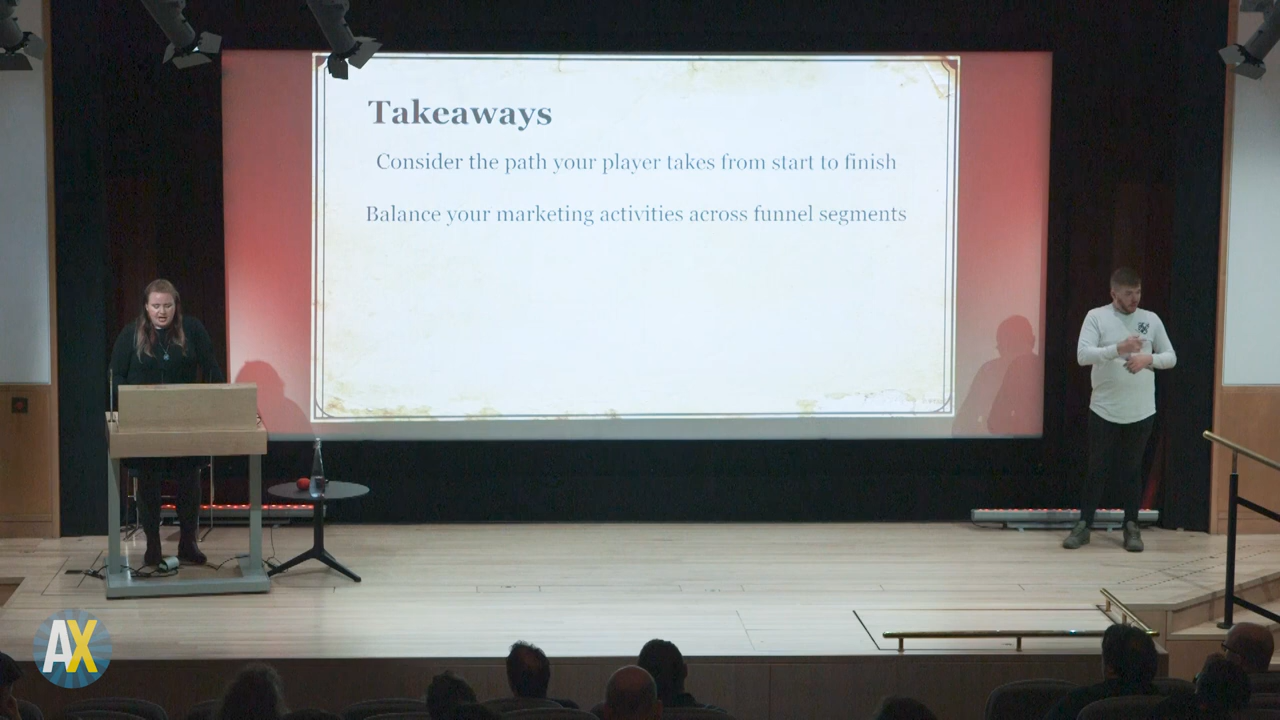 Takeaways
Consider the path your player takes from start to finish
Balance your marketing activities across funnel segments
AX